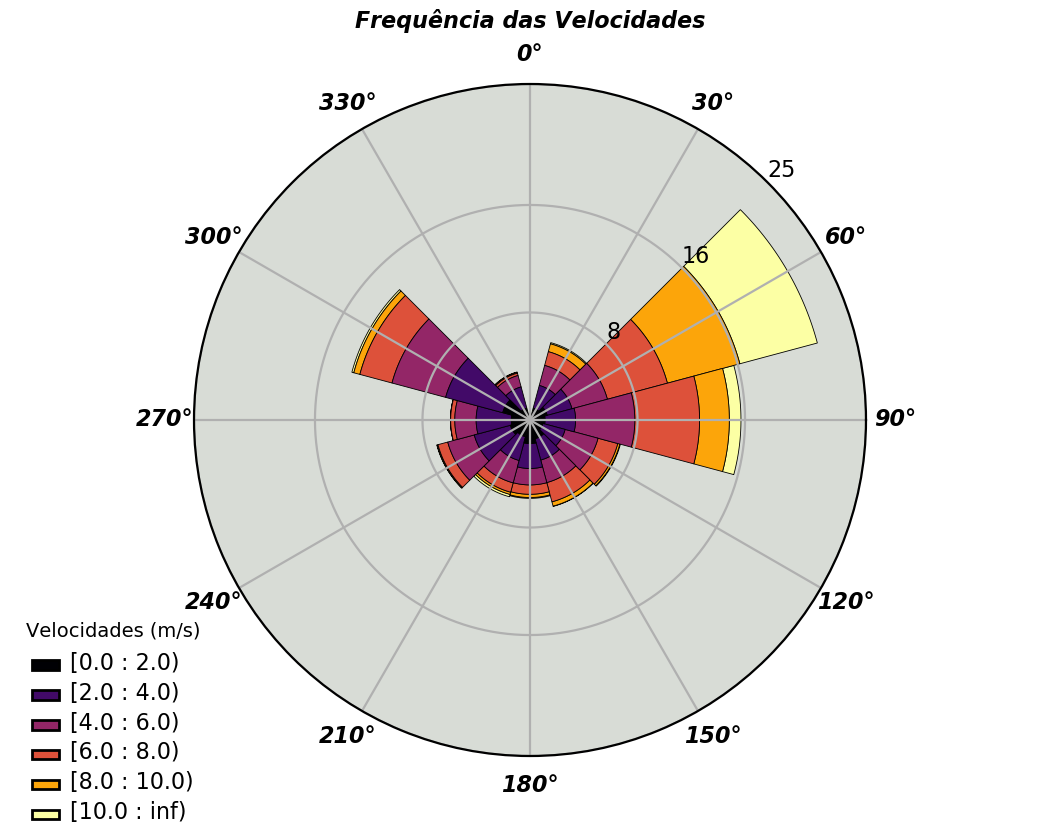 Frequência das Velocidades
0°
330°
30°
25
300°
60°
16
8
270°
90°
240°
120°
210°
150°
180°
Velocidades (m/s)
[0.0 : 2.0)
[2.0 : 4.0)
[4.0 : 6.0)
[6.0 : 8.0)
[8.0 : 10.0)
[10.0 : inf)